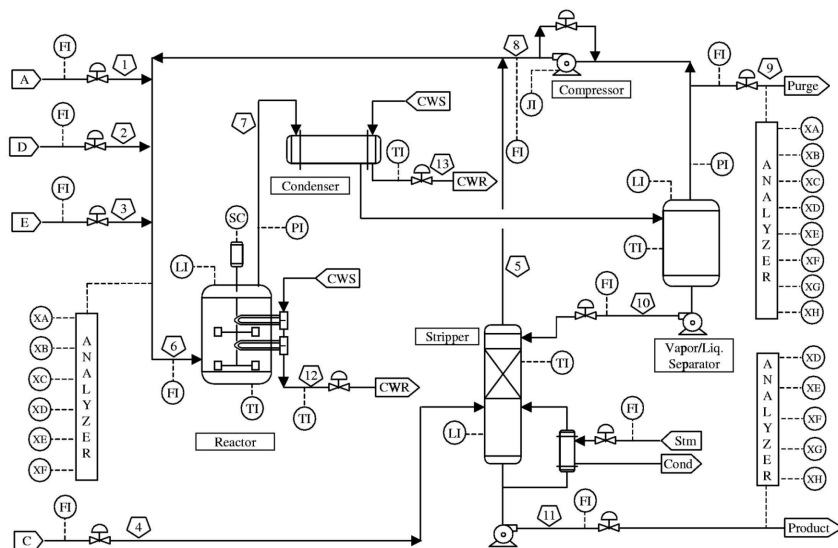 FI
8
FI
9
FI
1
A
JI
Compressor
Purge
CWS
7
FI
2
D
TI
13
FI
PI
XA
XB
XC
XD
XE
XF
XG
XH
ANALYZER
Condenser
CWR
LI
FI
3
E
SC
PI
TI
LI
CWS
5
FI
10
XA
XB
XC
XD
XE
XF
ANALYZER
6
FI
Stripper
Vapor/Liq.
Separator
TI
12
CWR
TI
TI
Reactor
XD
XE
XF
XG
XH
ANALYZER
LI
FI
Stm
Cond
FI
4
C
11
FI
Product